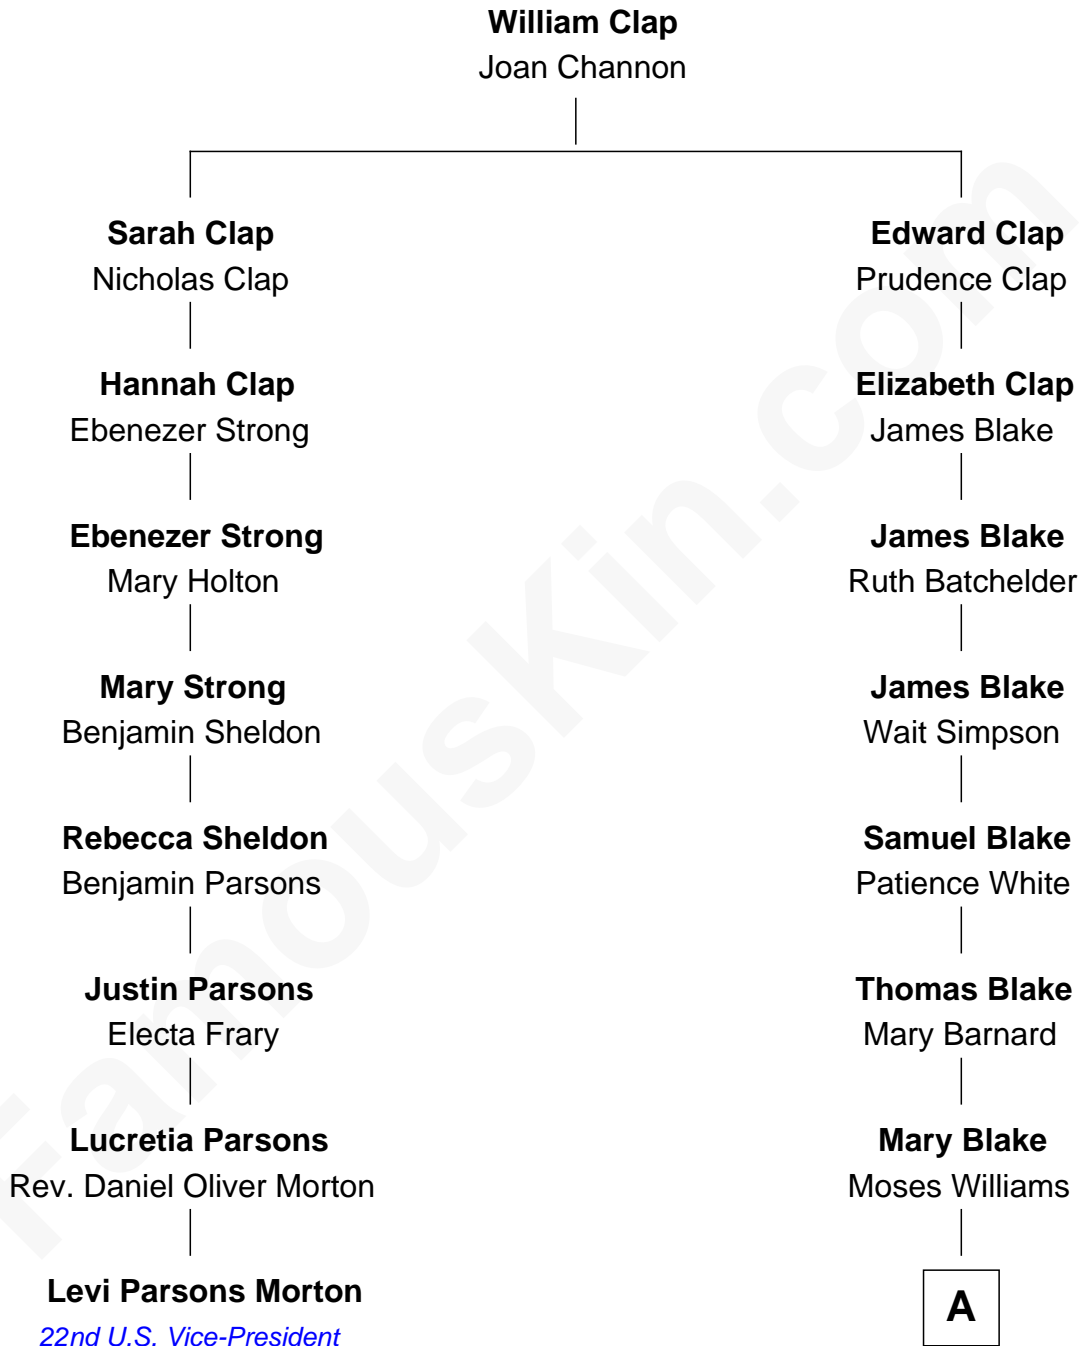 William Clap
Joan Channon
Sarah Clap
Nicholas Clap
Edward Clap
Prudence Clap
Hannah Clap
Ebenezer Strong
Elizabeth Clap
James Blake
Ebenezer Strong
Mary Holton
James Blake
Ruth Batchelder
Mary Strong
Benjamin Sheldon
James Blake
Wait Simpson
Rebecca Sheldon
Benjamin Parsons
Samuel Blake
Patience White
Justin Parsons
Electa Frary
Thomas Blake
Mary Barnard
Lucretia Parsons
Rev. Daniel Oliver Morton
Mary Blake
Moses Williams
Levi Parsons Morton
22nd U.S. Vice-President
A
FamousKin.com